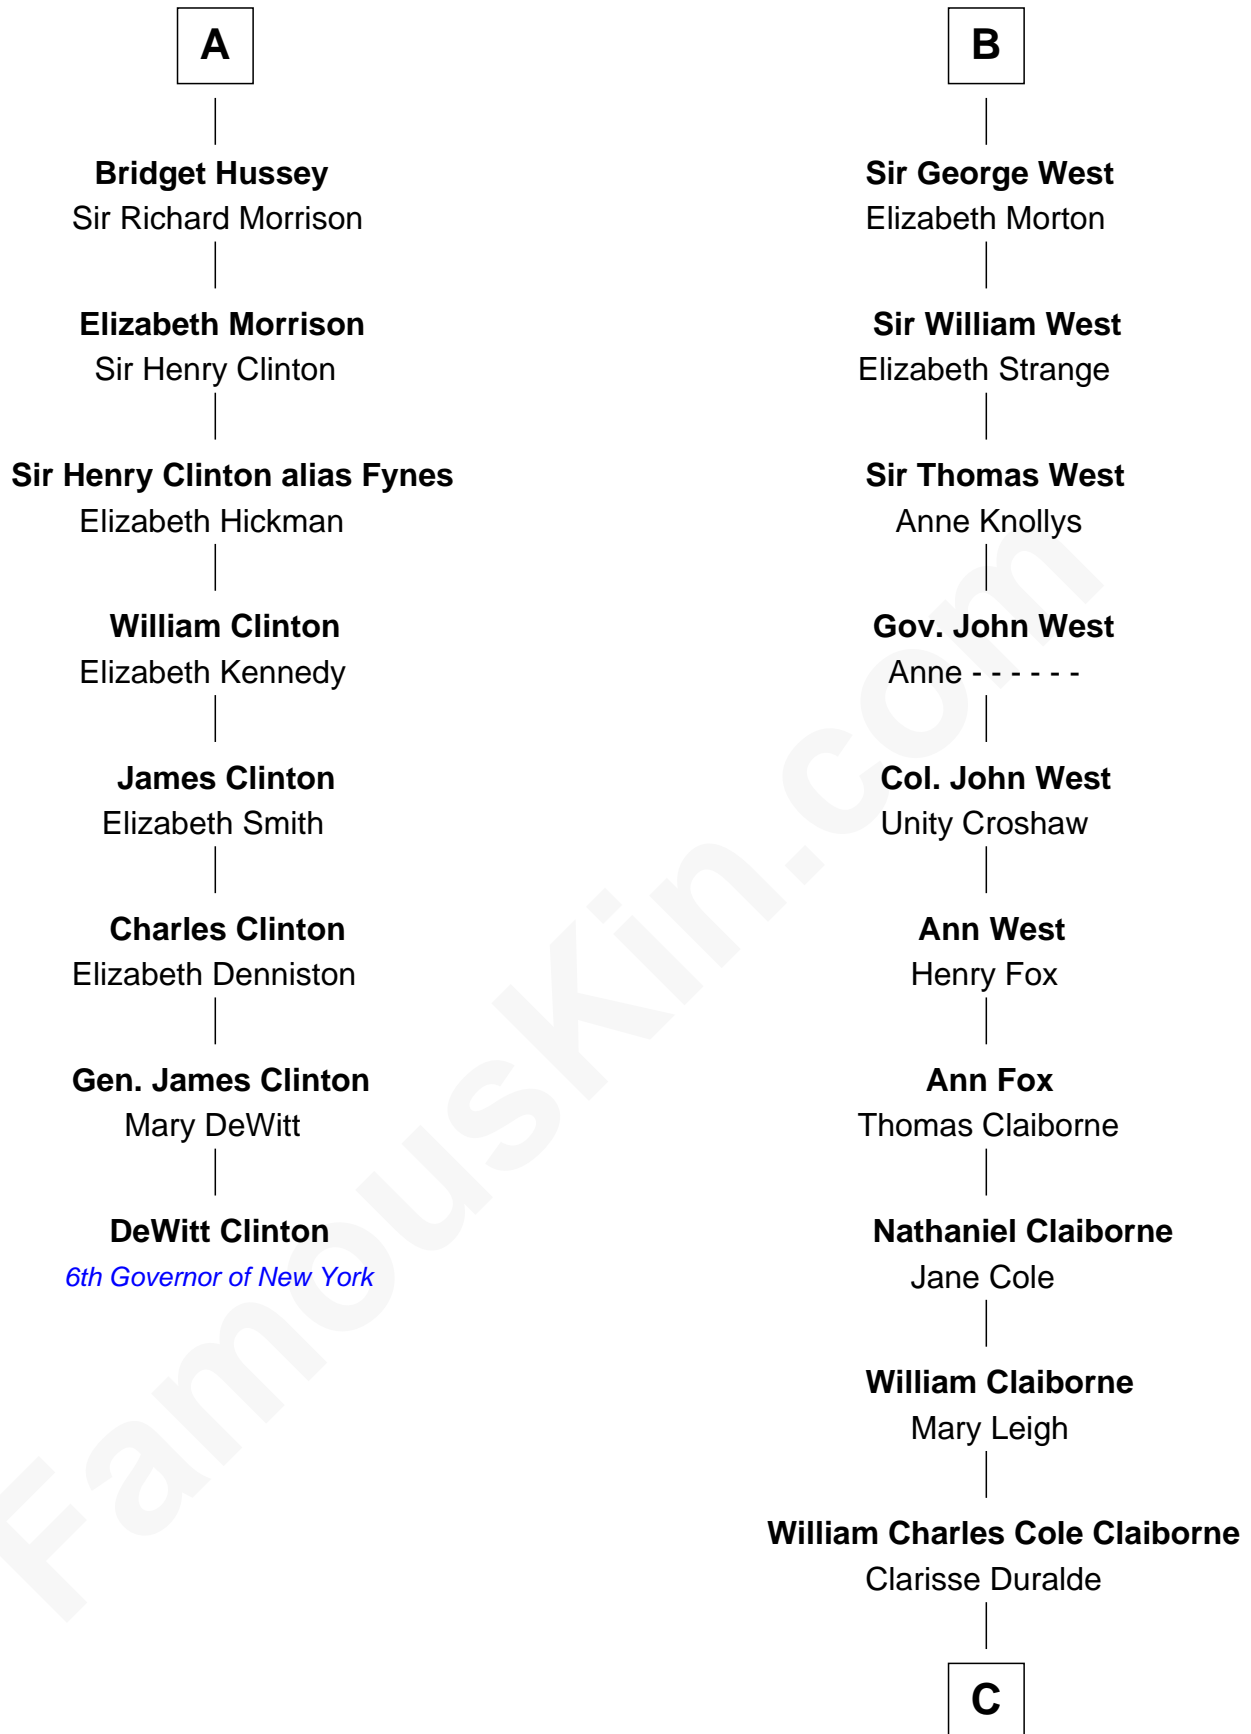 A
Bridget Hussey
Sir Richard Morrison
Elizabeth Morrison
Sir Henry Clinton
Sir Henry Clinton alias Fynes
Elizabeth Hickman
William Clinton
Elizabeth Kennedy
James Clinton
Elizabeth Smith
Charles Clinton
Elizabeth Denniston
Gen. James Clinton
Mary DeWitt
DeWitt Clinton
6th Governor of New York
B
Sir George West
Elizabeth Morton
Sir William West
Elizabeth Strange
Sir Thomas West
Anne Knollys
Gov. John West
Anne - - - - - -
Col. John West
Unity Croshaw
Ann West
Henry Fox
Ann Fox
Thomas Claiborne
Nathaniel Claiborne
Jane Cole
William Claiborne
Mary Leigh
William Charles Cole Claiborne
Clarisse Duralde
C
FamousKin.com